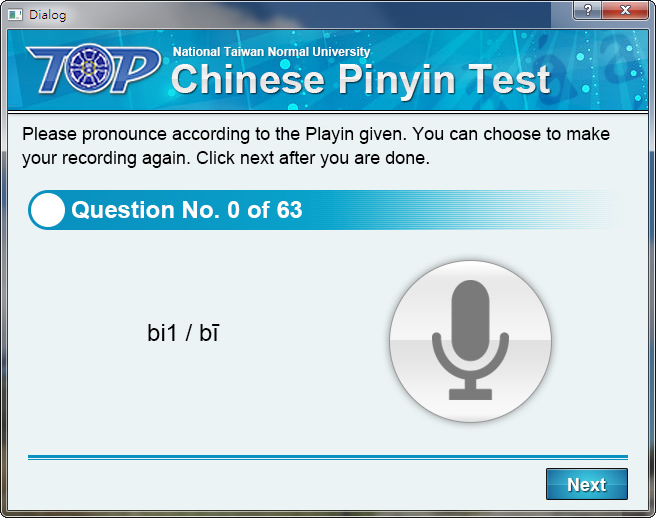 Dialog
TOP
National Taiwan Normal University
Chinese Pinyin Test
Please pronounce according to the Playin given. You can choose to make
your recording again. Click next after you are done.
Question No. 0 of 63
bi1 / bī
Next